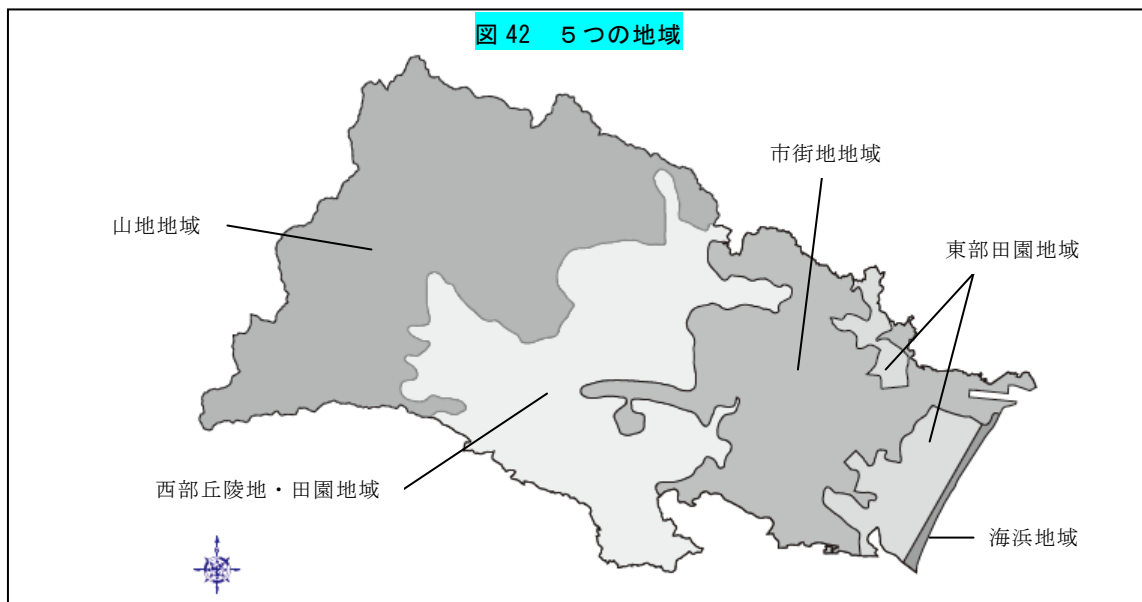 図 42　５つの地域
市街地地域
山地地域
東部田園地域
西部丘陵地・田園地域
海浜地域